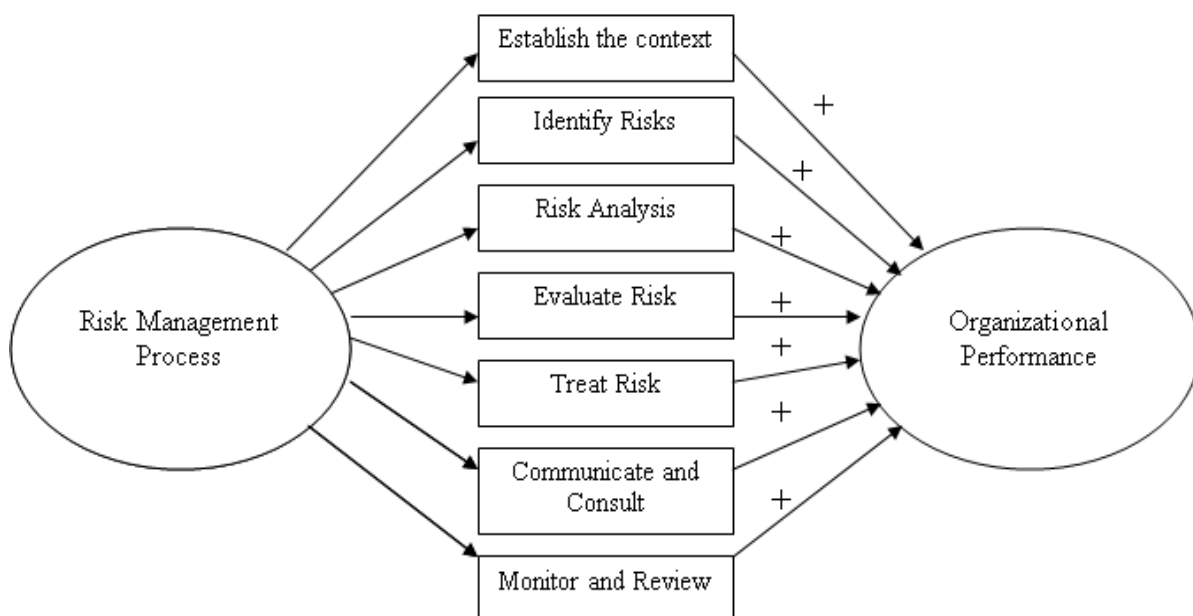 Establish the context
+
Identify Risks
+
Risk Analysis
+
Risk Management
Process
Evaluate Risk
+
Organizational
Performance
+
Treat Risk
+
Communicate and
Consult
+
Monitor and Review